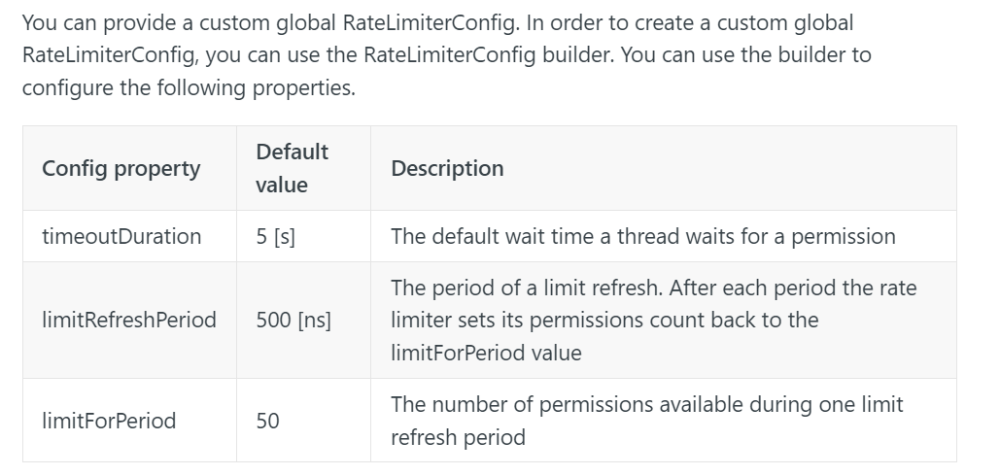 You can provide a custom global RateLimiterConfig. In order to create a custom global
RateLimiterConfig, you can use the RateLimiterConfig builder. You can use the builder to
configure the following properties.
Config property
Default
value
Description
timeoutDuration
5 [s]
The default wait time a thread waits for a permission
limitRefreshPeriod
500 [ns]
The period of a limit refresh. After each period the rate
limiter sets its permissions count back to the
limitForPeriod value
limitForPeriod
50
The number of permissions available during one limit
refresh period